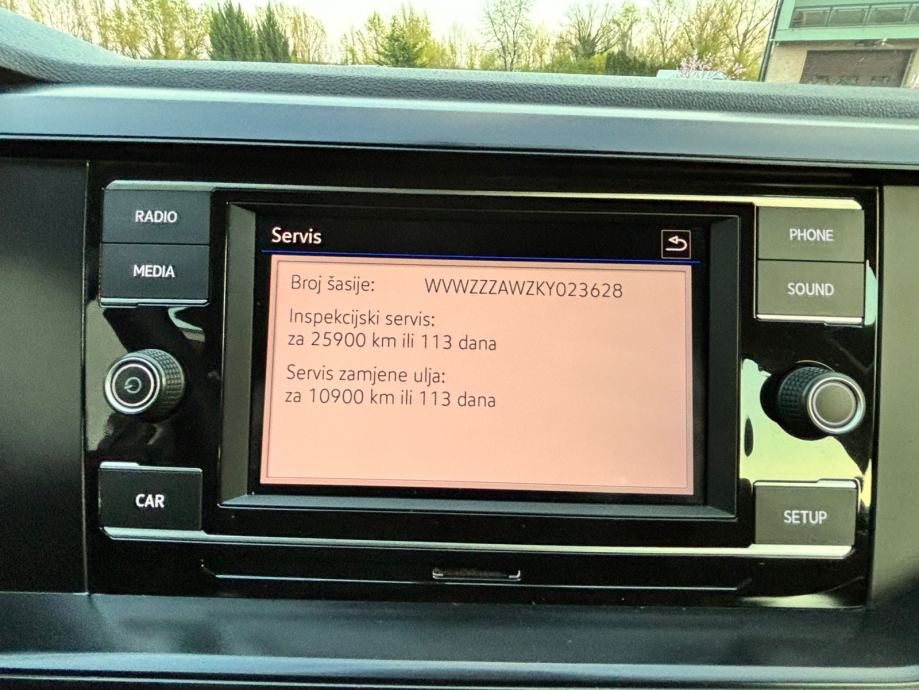 RADIO
MEDIA
CAR
Servis
Broj šasije: WVWZZZAWZKY023628
Inspekcijski servis:
za 25900 km ili 113 dana
Servis zamjene ulja:
za 10900 km ili 113 dana
PHONE
SOUND
SETUP